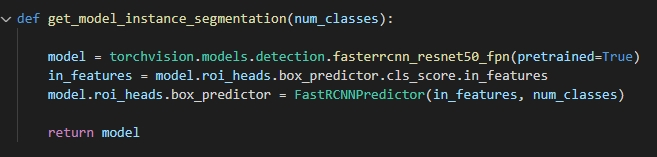 def get_model_instance_segmentation(num_classes):
model = torchvision.models.detection.fasterrcnn_resnet50_fpn(pretrained=True)
in_features = model.roi_heads.box_predictor.cls_score.in_features
model.roi_heads.box_predictor = FastRCNNPredictor(in_features, num_classes)
return model